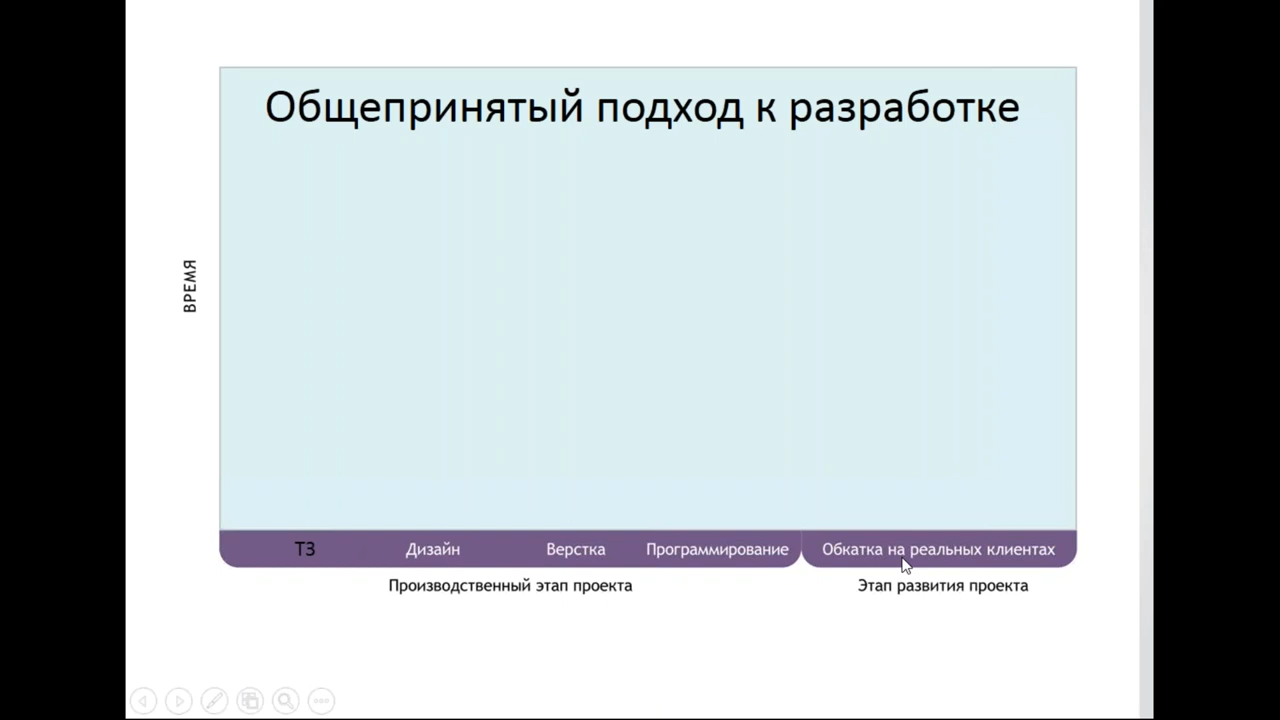 Общепринятый подход к разработке
ВРЕМЯ
ТЗ Дизайн Верстка Программирование Обкатка на реальных клиентах
Производственный этап проекта Этап развития проекта